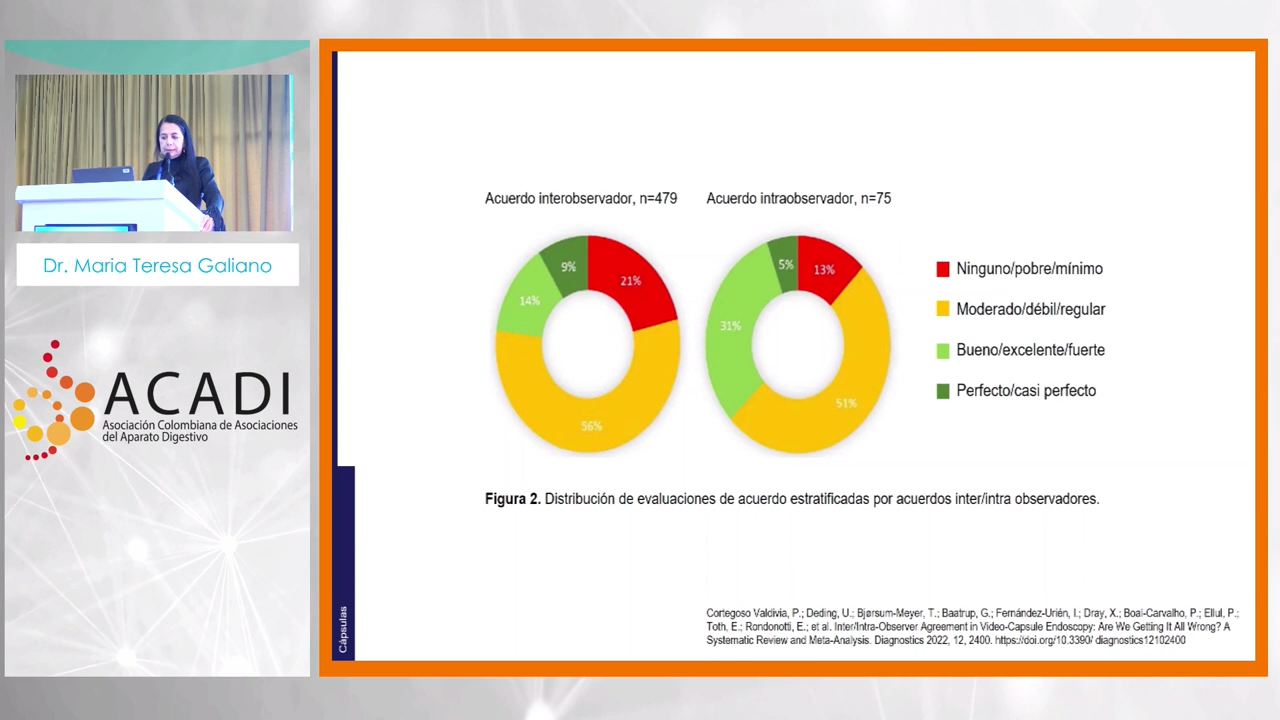 Dr. Maria Teresa Galiano
ACADI
Asociación Colombiana de Asociaciones
del Aparato Digestivo
Acuerdo interobservador, n=479
Acuerdo intraobservador, n=75
9%
21%
14%
56%
5%
13%
31%
51%
Ninguno/pobre/mínimo
Moderado/débil/regular
Bueno/excelente/fuerte
Perfecto/casi perfecto
Figura 2. Distribución de evaluaciones de acuerdo estratificadas por acuerdos inter/intra observadores.
Cápsulas
Cortegoso Valdivia, P.; Deding, U.; Bjørsum-Meyer, T.; Baatrup, G.; Fernández-Urién, I.; Dray, X.; Boal-Carvalho, P.; Ellul, P.;
Toth, E.; Rondonotti, E.; et al. Inter/Intra-Observer Agreement in Video-Capsule Endoscopy: Are We Getting It All Wrong? A
Systematic Review and Meta-Analysis. Diagnostics 2022, 12, 2400. https://doi.org/10.3390/ diagnostics12102400